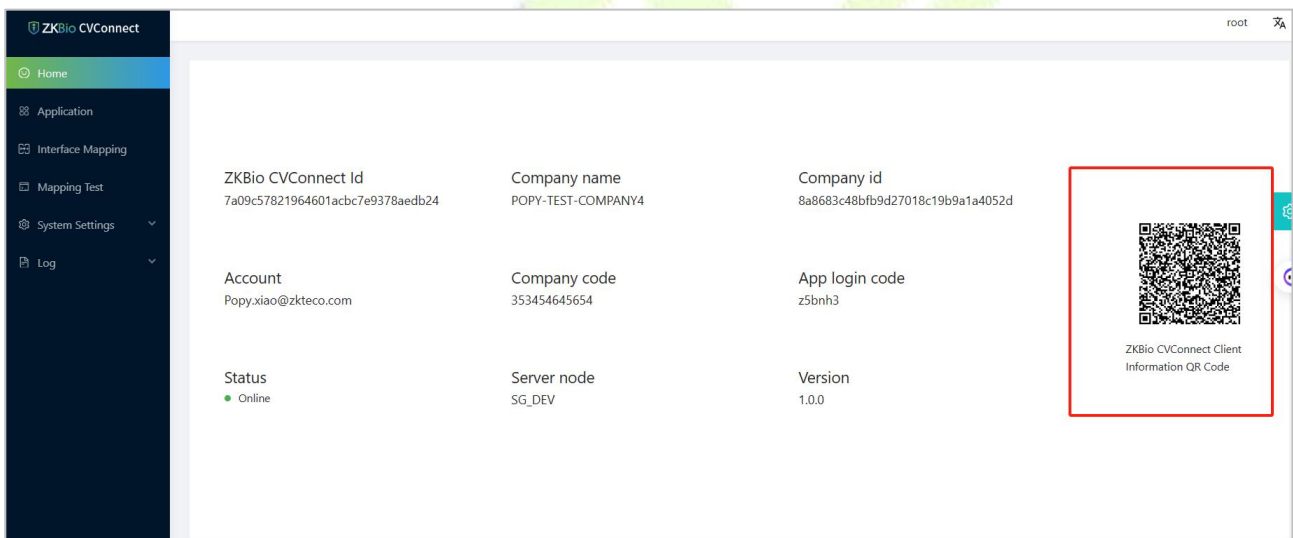 ZKBio CVConnect
root
Home
Application
Interface Mapping
Mapping Test
System Settings
Log
ZKBio CVConnect Id
7a09c57821964601acbc7e9378aedb24
Company name
POPY-TEST-COMPANY4
Company id
8a8683c48bfb9d27018c19b9a1a4052d
Account
Popy.xiao@zkteco.com
Company code
353454645654
App login code
z5bnh3
Status
Online
Server node
SG_DEV
Version
1.0.0
ZKBio CVConnect Client
Information QR Code